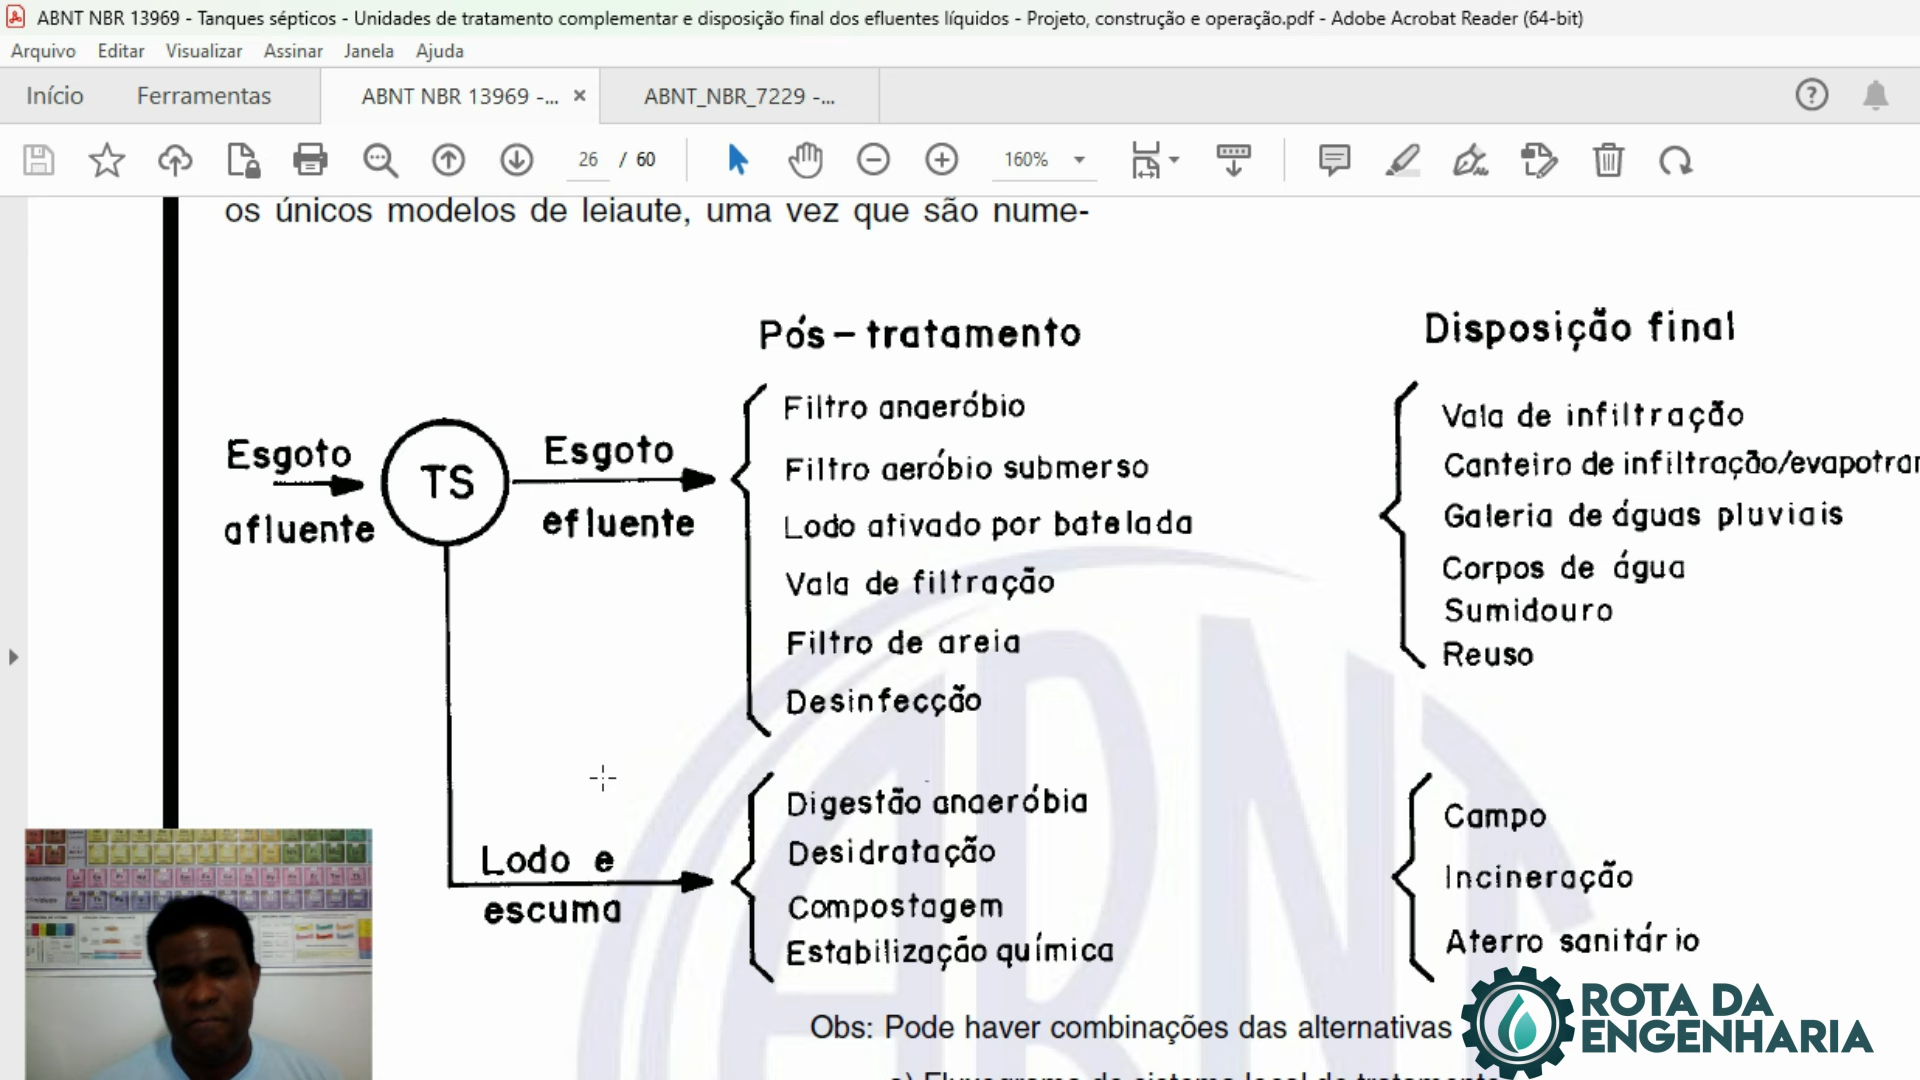 ABNT NBR 13969 - Tanques sépticos - Unidades de tratamento complementar e disposição final dos efluentes líquidos - Projeto, construção e operação.pdf - Adobe Acrobat Reader (64-bit)
Arquivo Editar Visualizar Assinar Janela Ajuda
Início Ferramentas ABNT NBR 13969 -... × ABNT_NBR_7229 -...
26 / 60 160%
os únicos modelos de leiaute, uma vez que são nume-
Pós - tratamento
Disposição final
Esgoto
afluente
TS
Esgoto
efluente
Filtro anaeróbio
Filtro aeróbio submerso
Lodo ativado por batelada
Vala de filtração
Filtro de areia
Desinfecção
Vala de infiltração
Canteiro de infiltração/evapotran
Galeria de águas pluviais
Corpos de água
Sumidouro
Reuso
Lodo e
escuma
Digestão anaeróbia
Desidratação
Compostagem
Estabilização química
Campo
Incineração
Aterro sanitário
Obs: Pode haver combinações das alternativas
ROTA DA
ENGENHARIA